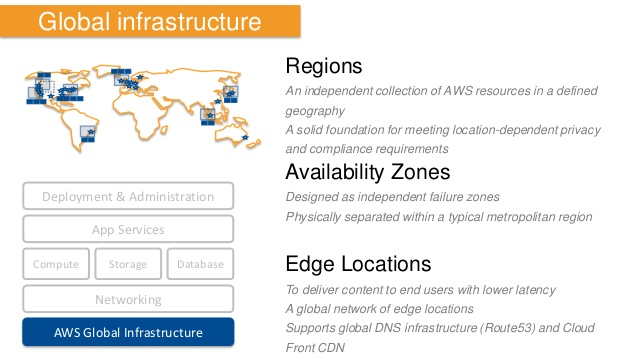 Global infrastructure
Regions
An independent collection of AWS resources in a defined
geography
A solid foundation for meeting location-dependent privacy
and compliance requirements
Availability Zones
Designed as independent failure zones
Physically separated within a typical metropolitan region
Edge Locations
To deliver content to end users with lower latency
A global network of edge locations
Supports global DNS infrastructure (Route53) and Cloud
Front CDN
Deployment & Administration
App Services
Compute
Storage
Database
Networking
AWS Global Infrastructure